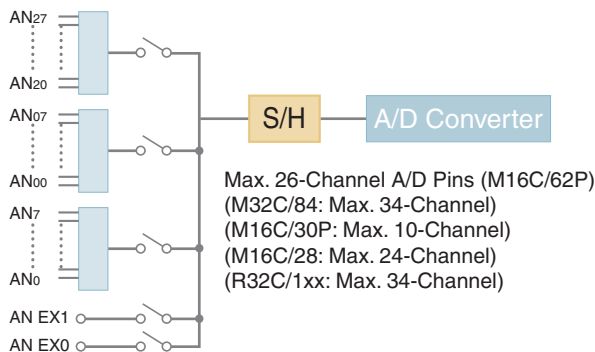 AN27
AN20
AN07
AN00
AN7
AN0
AN EX1
AN EX0
S/H
A/D Converter
Max. 26-Channel A/D Pins (M16C/62P)
(M32C/84: Max. 34-Channel)
(M16C/30P: Max. 10-Channel)
(M16C/28: Max. 24-Channel)
(R32C/1xx: Max. 34-Channel)